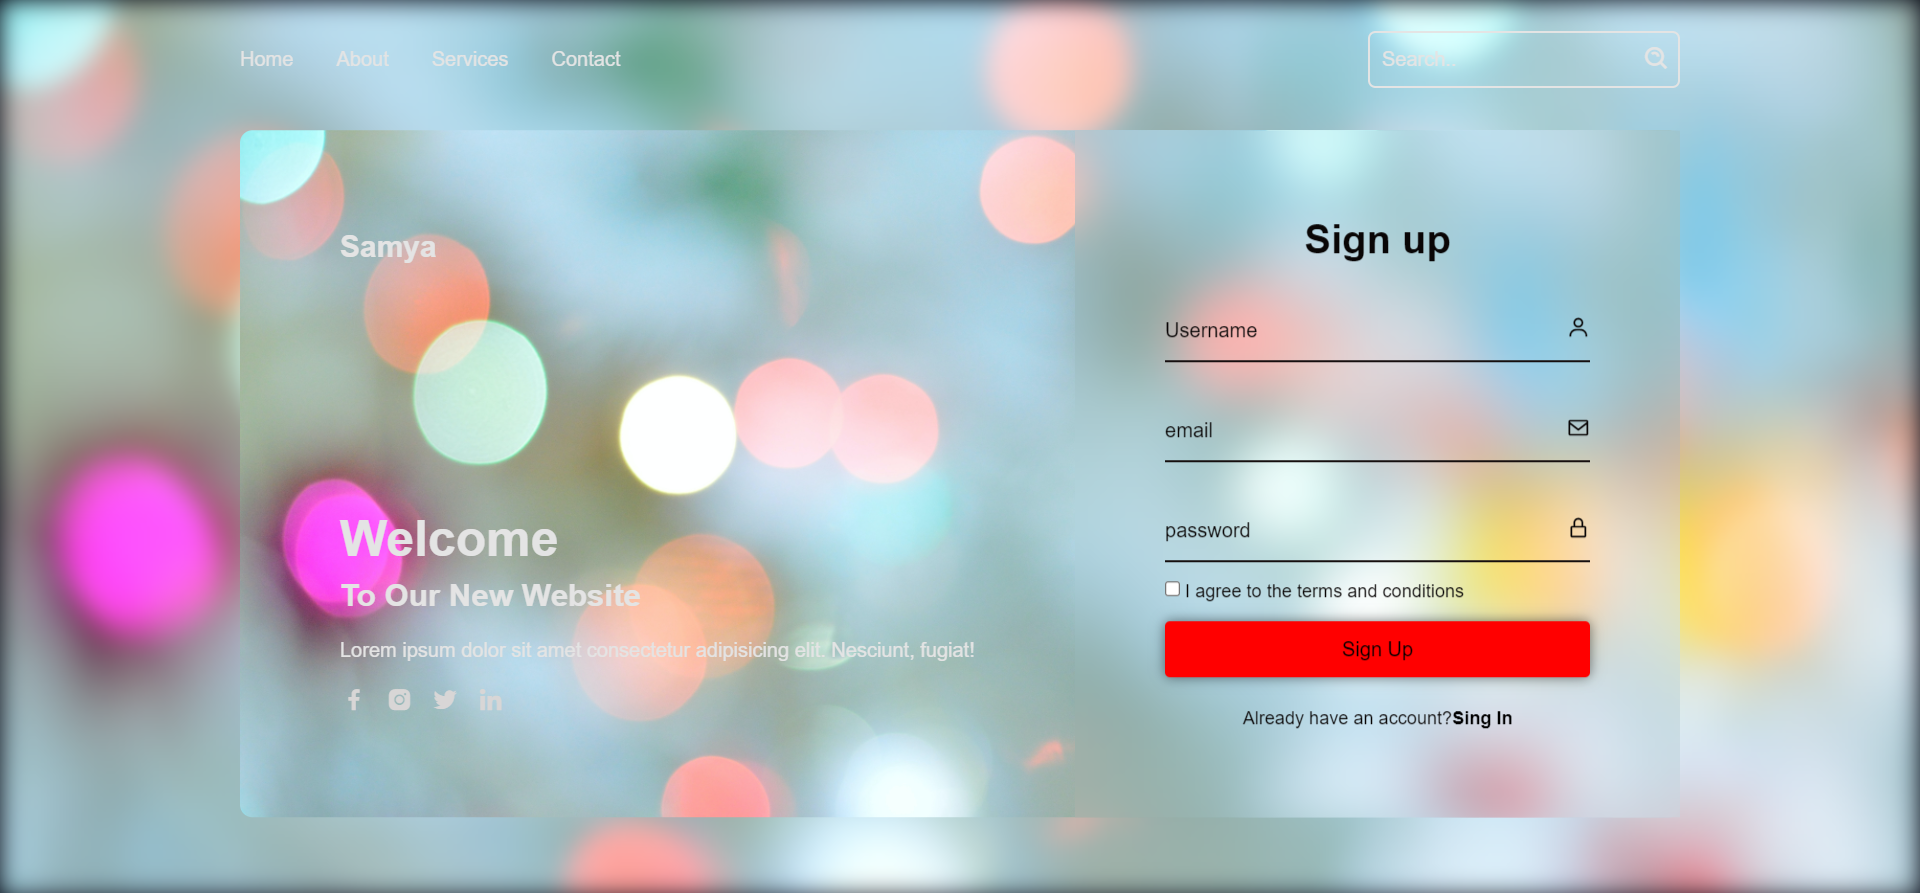 Home About Services Contact Search..
Samya
Welcome
To Our New Website
Lorem ipsum dolor sit amet consectetur adipisicing elit. Nesciunt, fugiat!
Sign up
Username
email
password
I agree to the terms and conditions
Sign Up
Already have an account?Sing In